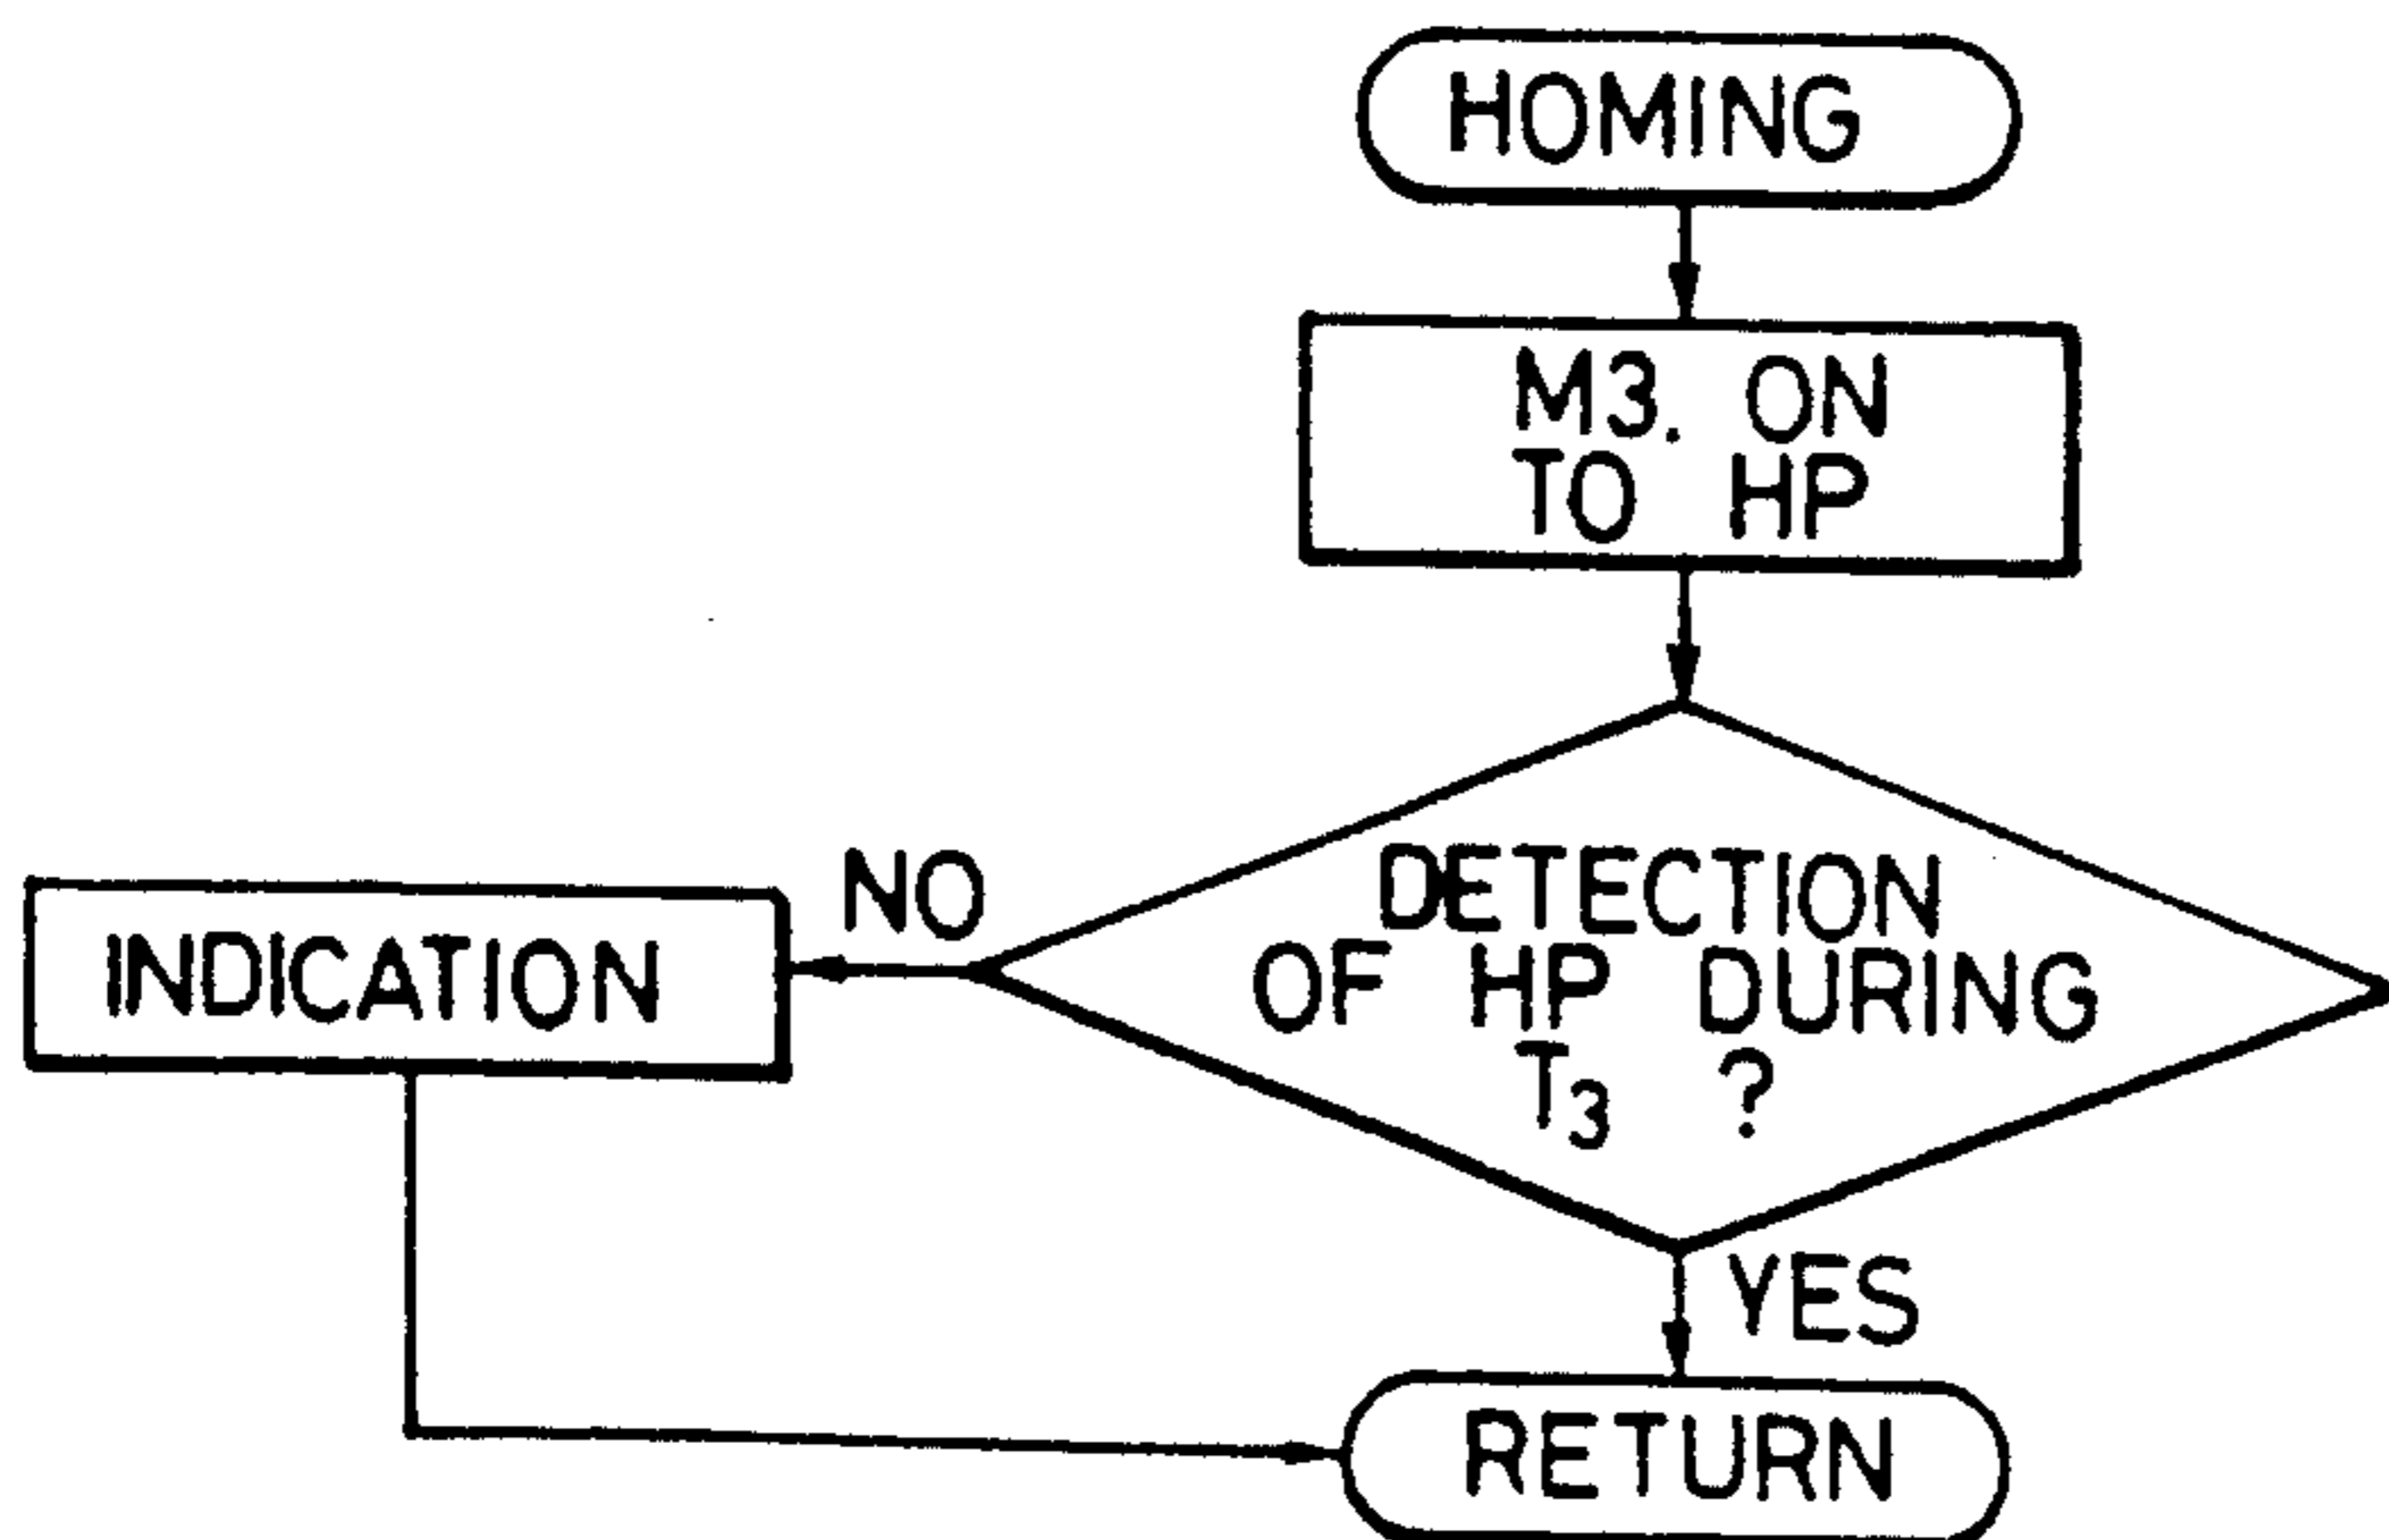 HOMING
M3. ON
TO HP
DETECTION
OF HP DURING
T₃ ?
NO
INDICATION
YES
RETURN